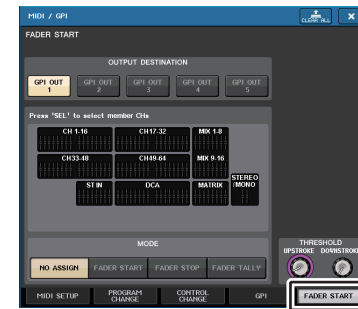 MIDI / GPI
CLEAR ALL
FADER START
OUTPUT DESTINATION
GPI OUT 1
GPI OUT 2
GPI OUT 3
GPI OUT 4
GPI OUT 5
Press 'SEL' to select member CHs
CH 1-16
CH17-32
MIX 1-8
CH33-48
CH49-64
MIX 9-16
STEREO /MONO
ST IN
DCA
MATRIX
MODE
NO ASSIGN
FADER START
FADER STOP
FADER TALLY
THRESHOLD
UPSTROKE DOWNSTROKE
MIDI SETUP
PROGRAM CHANGE
CONTROL CHANGE
GPI
FADER START